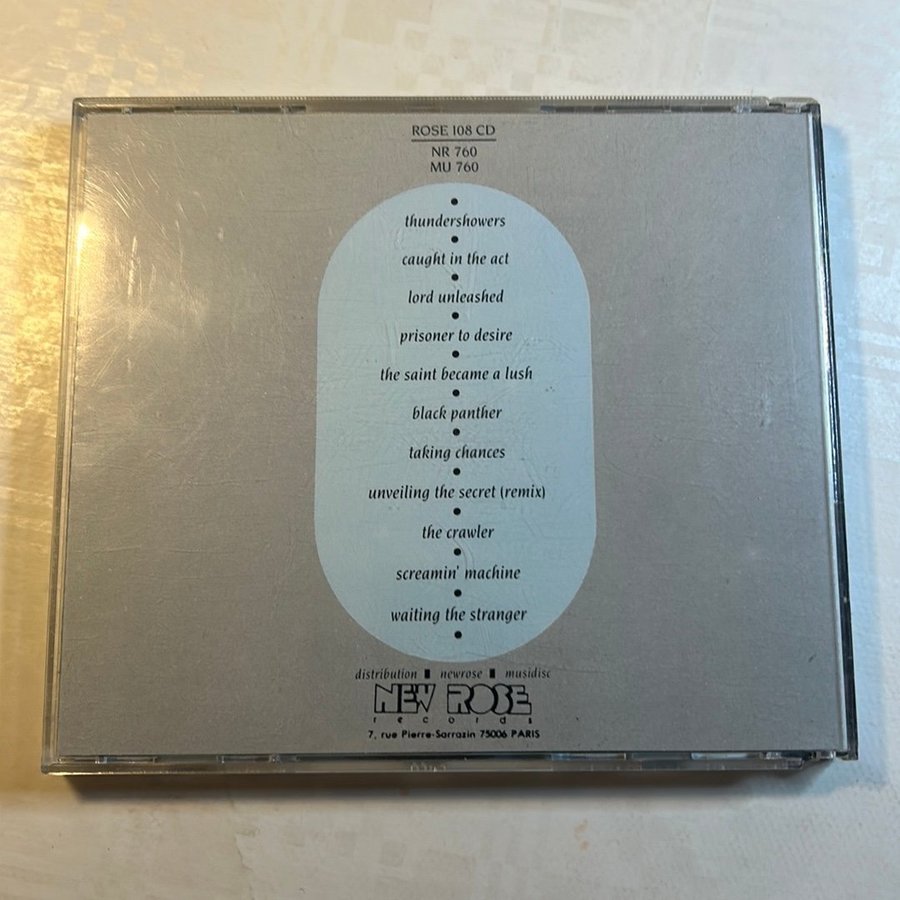 ROSE 108 CD
NR 760
MU 760
thundershowers
caught in the act
lord unleashed
prisoner to desire
the saint became a lush
black panther
taking chances
unveiling the secret (remix)
the crawler
screamin' machine
waiting the stranger
distribution ▮ newrose ▮ musidisc
NEW ROSE
records
7, rue Pierre-Sarrazin 75006 PARIS